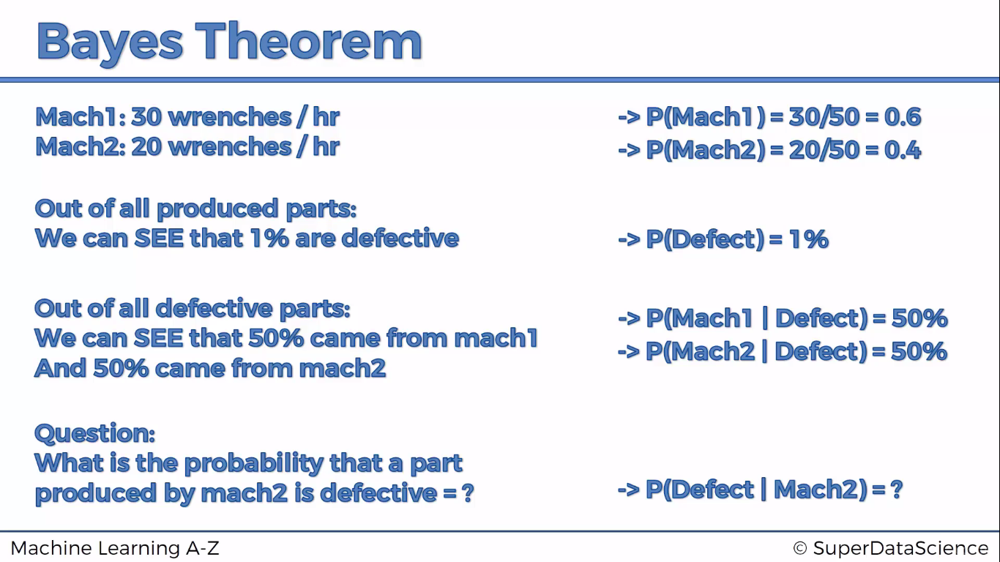 Bayes Theorem
Mach1: 30 wrenches / hr
Mach2: 20 wrenches / hr
-> P(Mach1) = 30/50 = 0.6
-> P(Mach2) = 20/50 = 0.4
Out of all produced parts:
We can SEE that 1% are defective
-> P(Defect) = 1%
Out of all defective parts:
We can SEE that 50% came from mach1
And 50% came from mach2
-> P(Mach1 | Defect) = 50%
-> P(Mach2 | Defect) = 50%
Question:
What is the probability that a part
produced by mach2 is defective = ?
-> P(Defect | Mach2) = ?
Machine Learning A-Z
© SuperDataScience